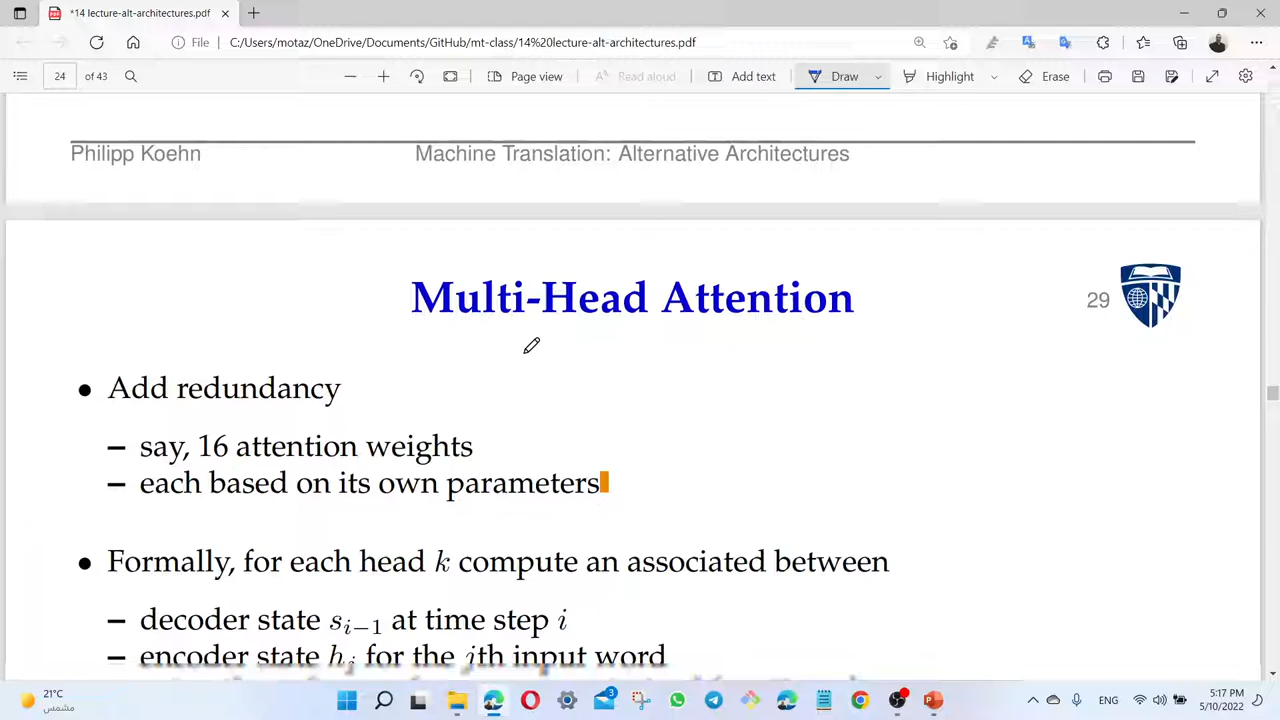 *14 lecture-alt-architectures.pdf
File
C:/Users/motaz/OneDrive/Documents/GitHub/mt-class/14%20lecture-alt-architectures.pdf
24 of 43
Page view
Read aloud
Add text
Draw
Highlight
Erase
Philipp Koehn
Machine Translation: Alternative Architectures
Multi-Head Attention
29
• Add redundancy
– say, 16 attention weights
– each based on its own parameters
• Formally, for each head k compute an associated between
– decoder state s_{i−1} at time step i
– encoder state h_j for the jth input word
21°C
مشمس
3
ENG
5:17 PM
5/10/2022